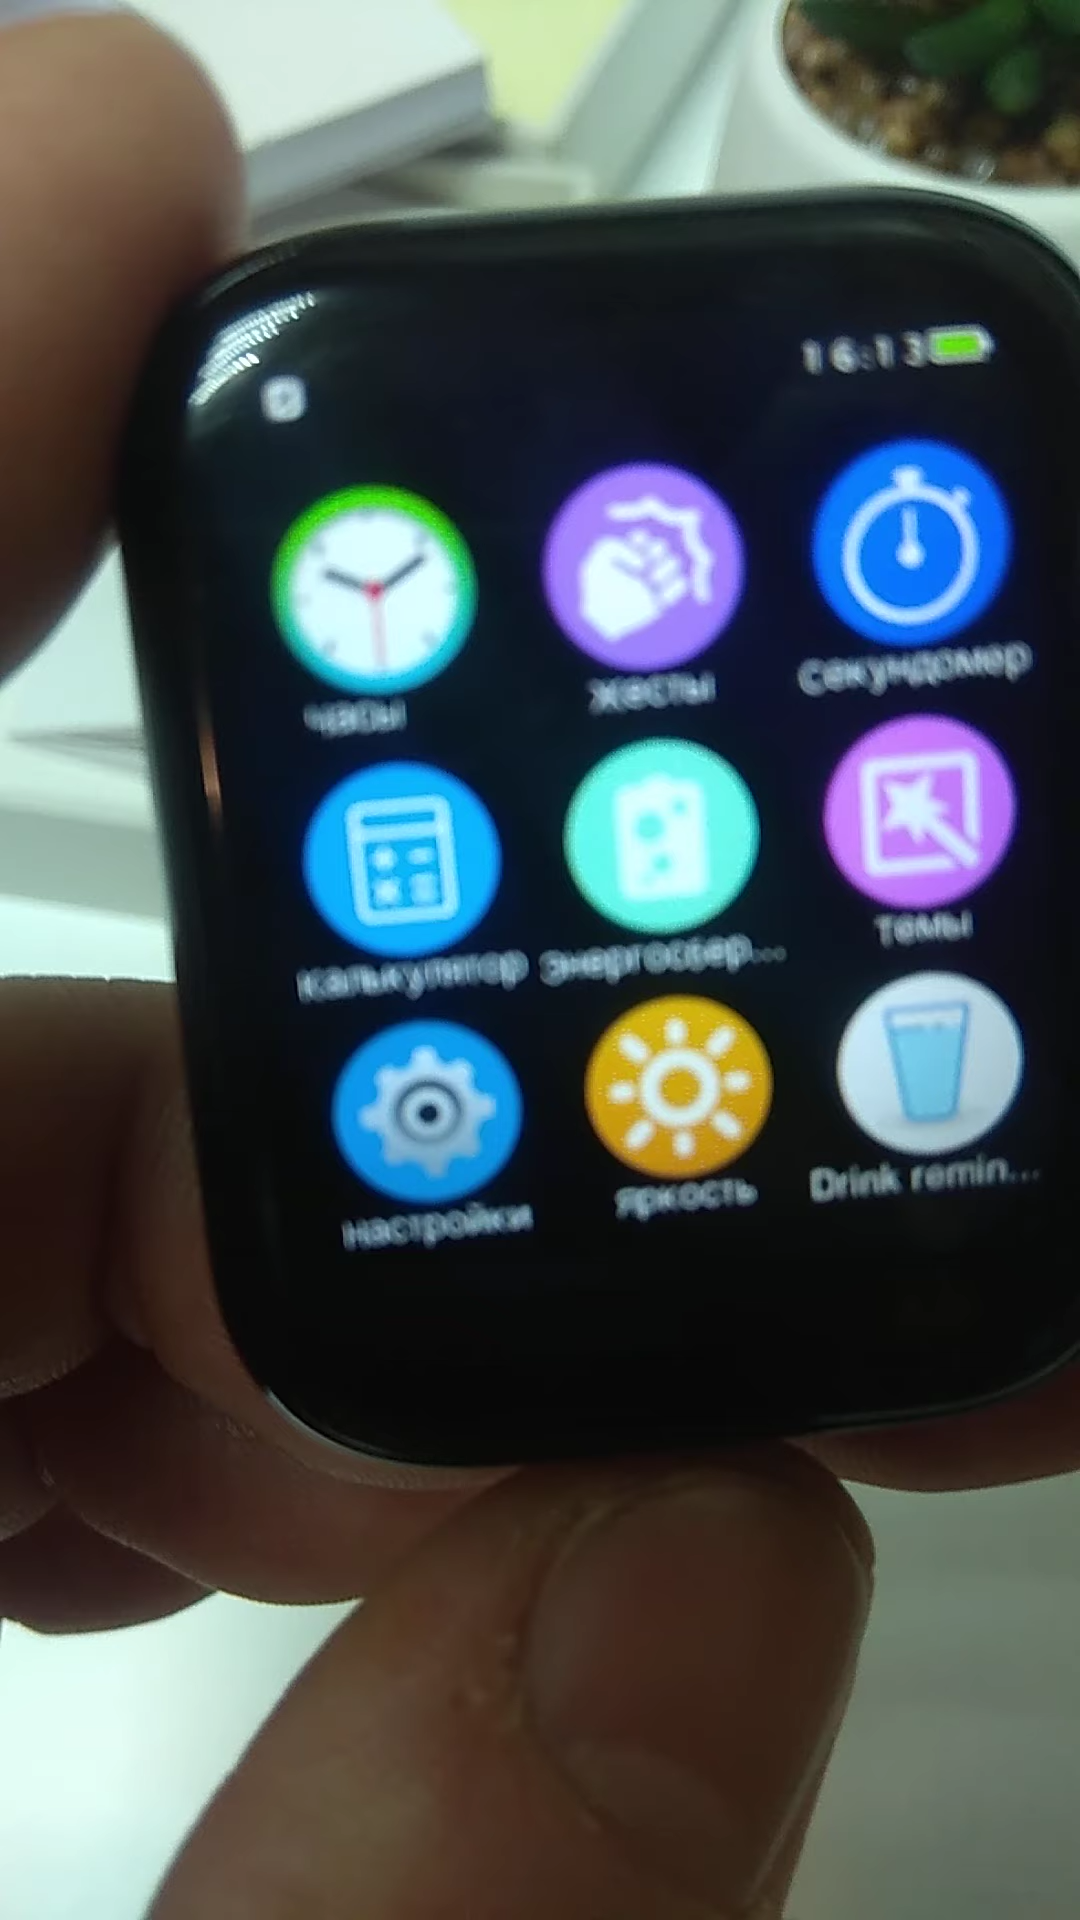 16:13
часы
жесты
секундомер
калькулятор
энергосбер...
темы
настройки
яркость
Drink remin...